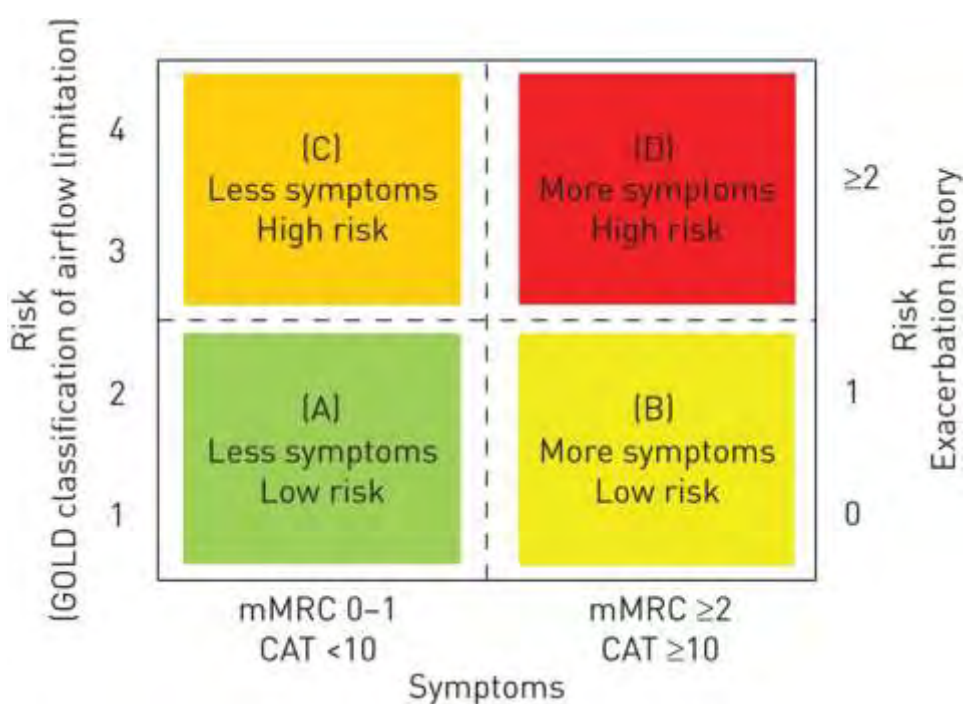 Risk
(GOLD classification of airflow limitation)
4
3
2
1
(C)
Less symptoms
High risk
(D)
More symptoms
High risk
(A)
Less symptoms
Low risk
(B)
More symptoms
Low risk
≥2
1
0
Risk
Exacerbation history
mMRC 0–1
CAT <10
mMRC ≥2
CAT ≥10
Symptoms